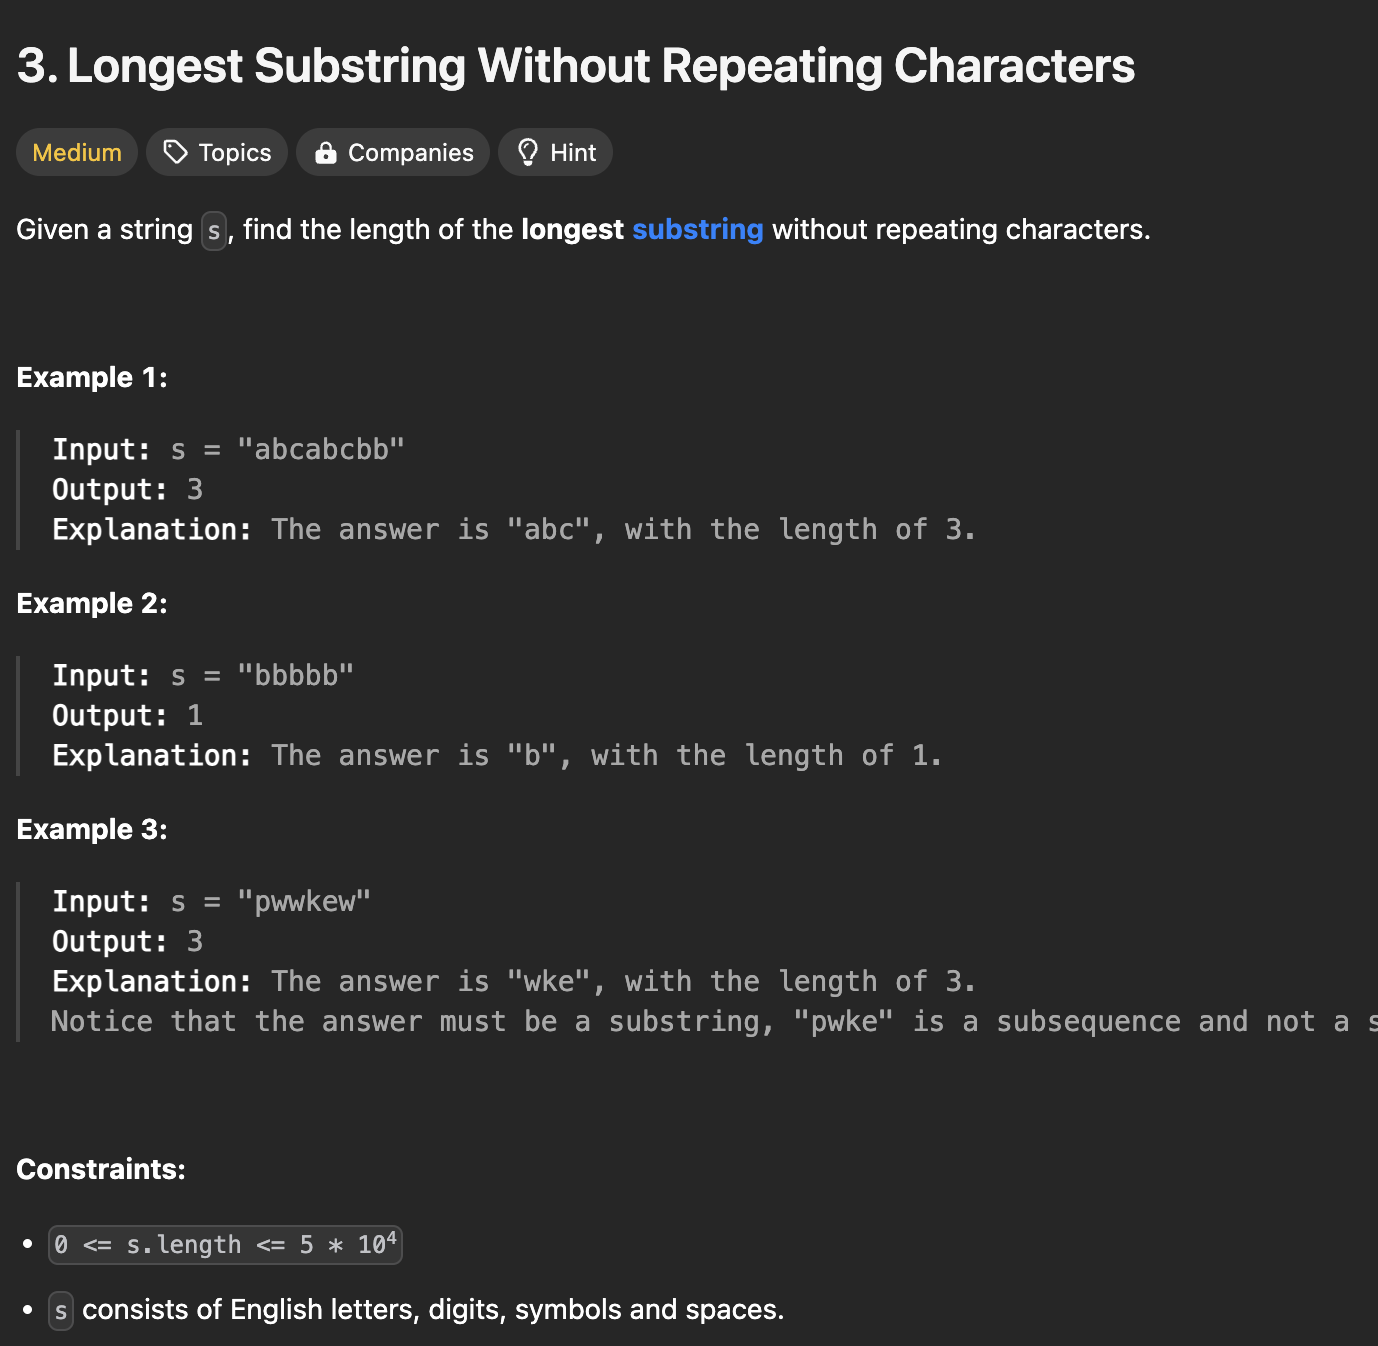 3. Longest Substring Without Repeating Characters
Medium Topics Companies Hint
Given a string s, find the length of the longest substring without repeating characters.
Example 1:
Input: s = "abcabcbb"
Output: 3
Explanation: The answer is "abc", with the length of 3.
Example 2:
Input: s = "bbbbb"
Output: 1
Explanation: The answer is "b", with the length of 1.
Example 3:
Input: s = "pwwkew"
Output: 3
Explanation: The answer is "wke", with the length of 3.
Notice that the answer must be a substring, "pwke" is a subsequence and not a
Constraints:
• 0 <= s.length <= 5 * 10⁴
• s consists of English letters, digits, symbols and spaces.